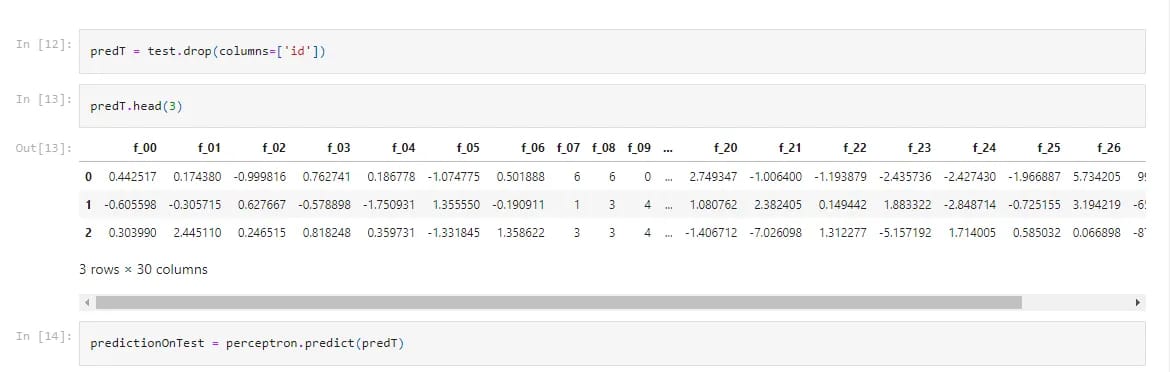 In [12]: predT = test.drop(columns=['id'])
In [13]: predT.head(3)
Out[13]: f_00 f_01 f_02 f_03 f_04 f_05 f_06 f_07 f_08 f_09 ... f_20 f_21 f_22 f_23 f_24 f_25 f_26
0 0.442517 0.174380 -0.999816 0.762741 0.186778 -1.074775 0.501888 6 6 0 ... 2.749347 -1.006400 -1.193879 -2.435736 -2.427430 -1.966887 5.734205
1 -0.605598 -0.305715 0.627667 -0.578898 -1.750931 1.355550 -0.190911 1 3 4 ... 1.080762 2.382405 0.149442 1.883322 -2.848714 -0.725155 3.194219
2 0.303990 2.445110 0.246515 0.818248 0.359731 -1.331845 1.358622 3 3 4 ... -1.406712 -7.026098 1.312277 -5.157192 1.714005 0.585032 0.066898
3 rows × 30 columns
In [14]: predictionOnTest = perceptron.predict(predT)